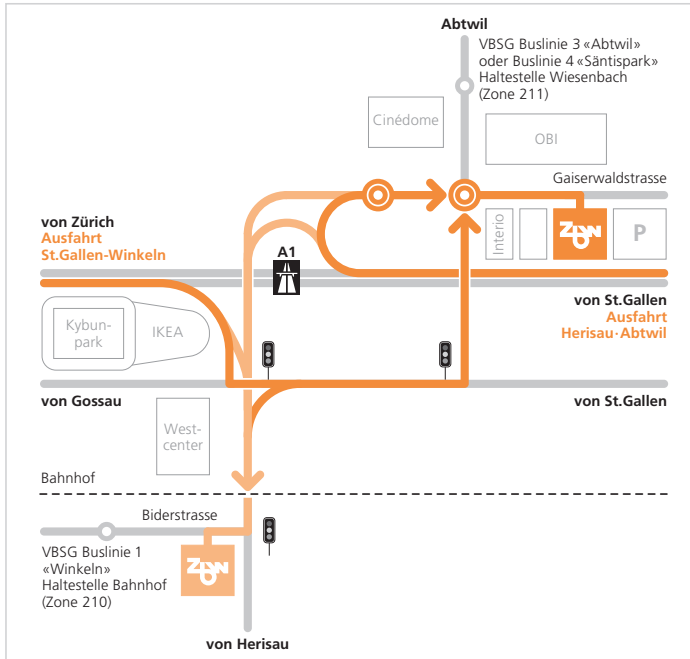 Abtwil
VBSG Buslinie 3 «Abtwil»
oder Buslinie 4 «Säntispark»
Haltestelle Wiesenbach
(Zone 211)
Cinédome
OBI
Gaiserwaldstrasse
von Zürich
Ausfahrt
St.Gallen-Winkeln
A1
Interio
P
von St.Gallen
Ausfahrt
Herisau·Abtwil
Kybun-
park
IKEA
von Gossau
von St.Gallen
West-
center
Bahnhof
Biderstrasse
VBSG Buslinie 1
«Winkeln»
Haltestelle Bahnhof
(Zone 210)
von Herisau